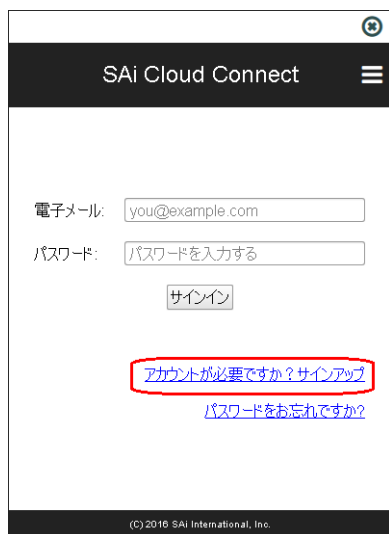 SAi Cloud Connect
電子メール: you@example.com
パスワード: パスワードを入力する
サインイン
アカウントが必要ですか？サインアップ
パスワードをお忘れですか?
(C) 2016 SAi International, Inc.